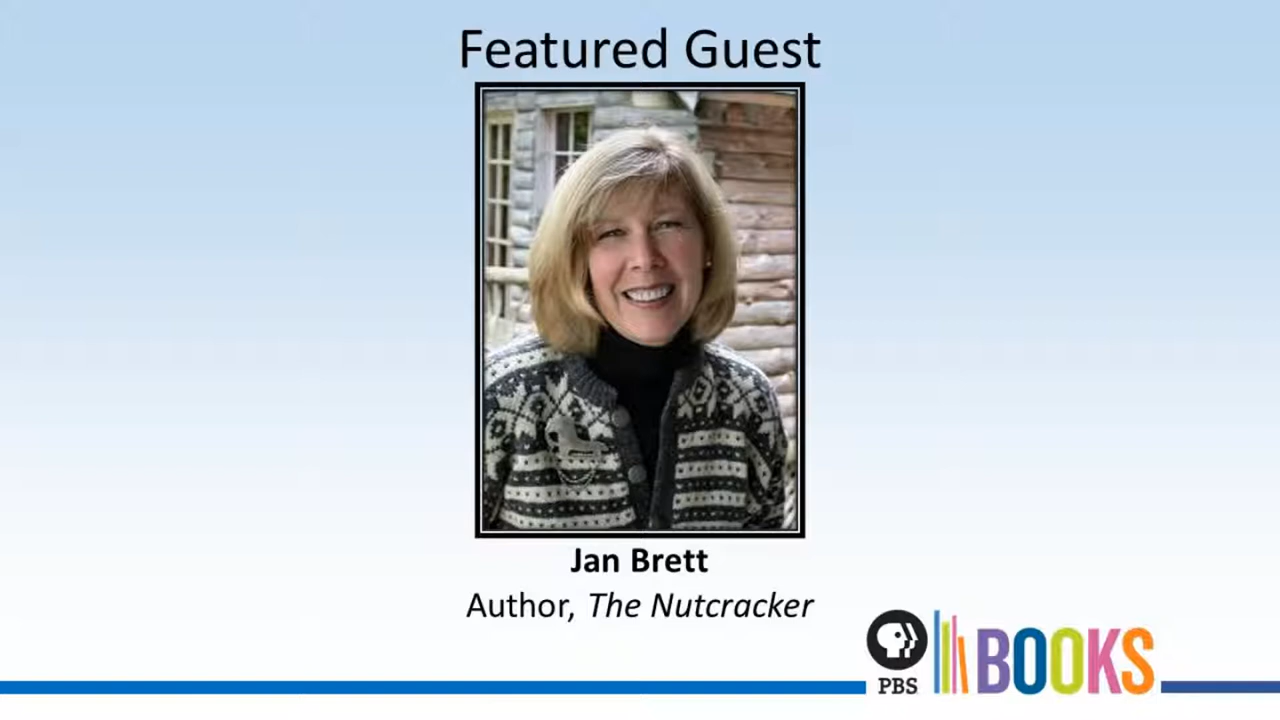 Featured Guest
Jan Brett
Author, The Nutcracker
PBS
BOOKS